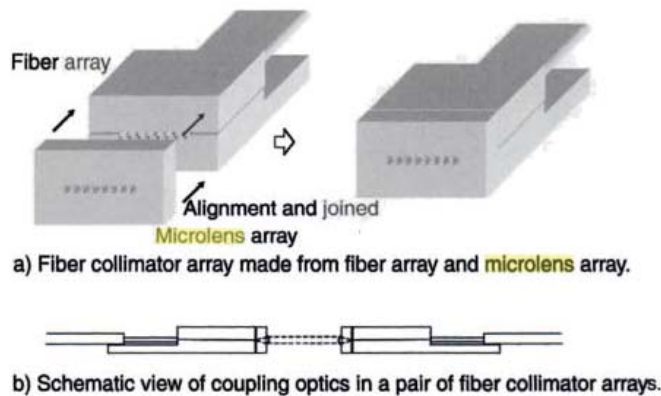 Fiber array
Alignment and joined
Microlens array
a) Fiber collimator array made from fiber array and microlens array.
b) Schematic view of coupling optics in a pair of fiber collimator arrays.